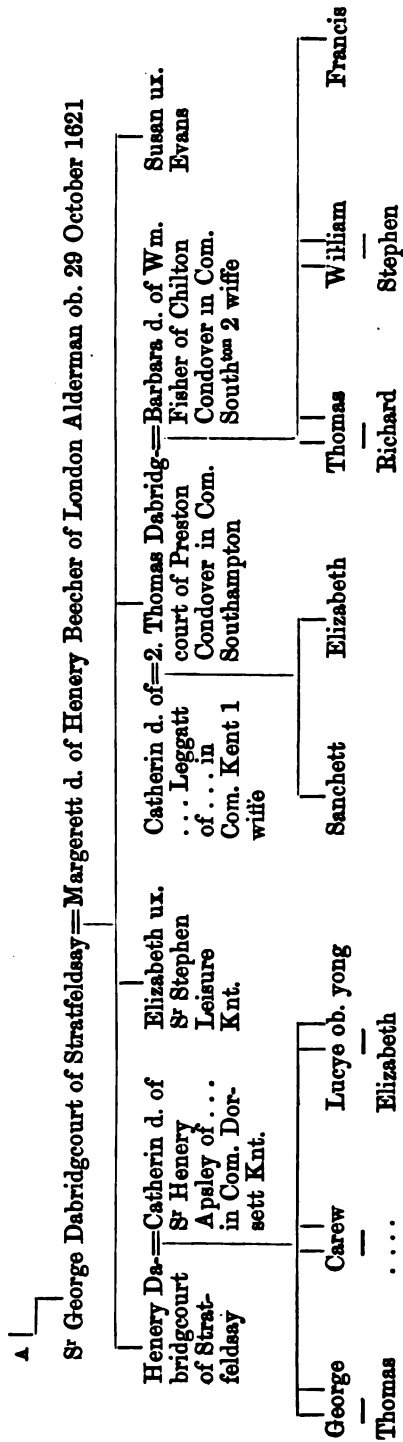 A
Sr George Dabridgcourt of Stratfeldsay=Margerett d. of Henery Beecher of London Alderman ob. 29 October 1621
Henery Da-=Catherin d. of
bridgcourt Sr Henery
of Strat- Apsley of ...
feldsay in Com. Dor-
sett Knt.
Elizabeth ux.
Sr Stephen
Leisure
Knt.
Catherin d. of=2. Thomas Dabridg-=Barbara d. of Wm.
.... Leggatt court of Preston Fisher of Chilton
of ... in Condover in Com. Condover in Com.
Com. Kent 1 Southampton Southton 2 wiffe
wiffe
Susan ux.
Evans
George Carew Lucye ob. yong
Thomas .... Elizabeth
Sanchett Elizabeth
Thomas William Francis
Richard Stephen